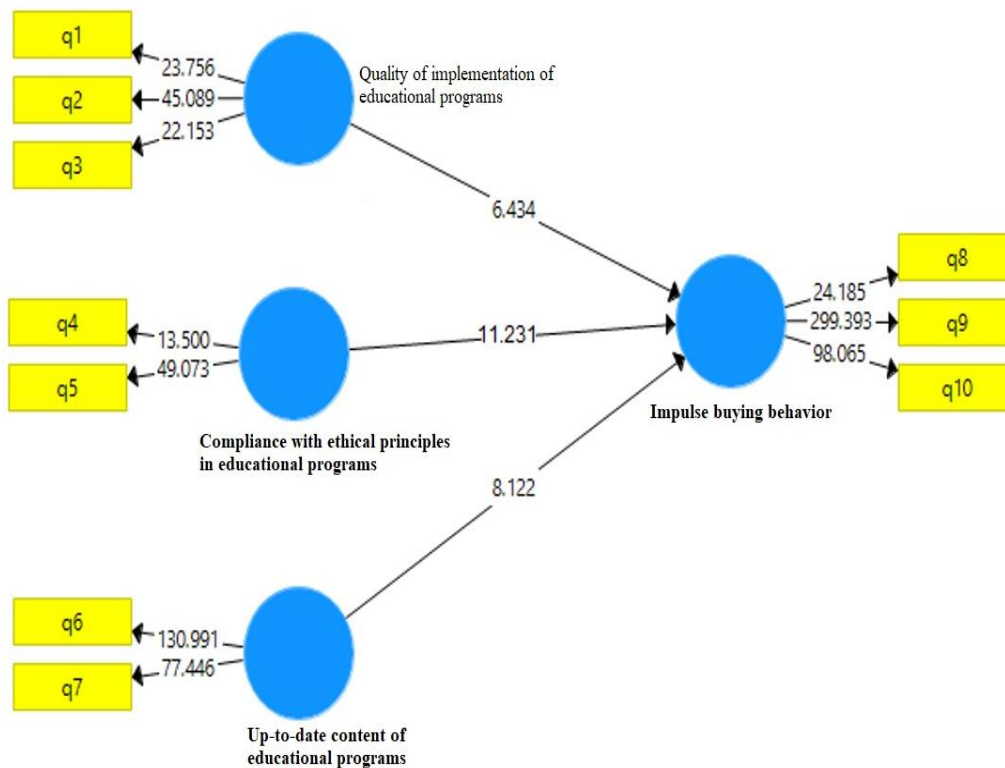 q1
23.756
q2
45.089
q3
22.153
Quality of implementation of
educational programs
6.434
q4
13.500
q5
49.073
Compliance with ethical principles
in educational programs
11.231
q8
24.185
q9
299.393
q10
98.065
Impulse buying behavior
8.122
q6
130.991
q7
77.446
Up-to-date content of
educational programs